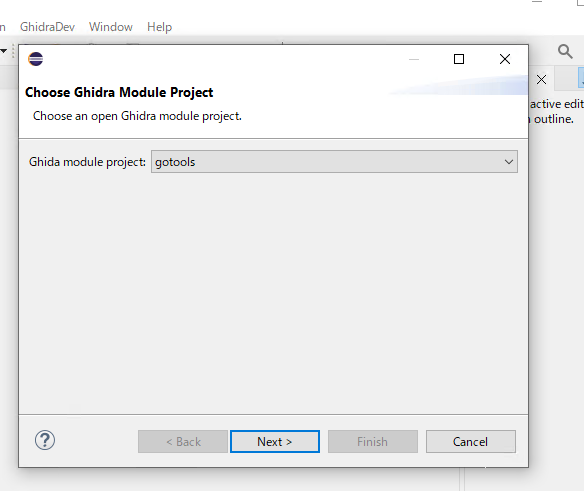 n GhidraDev Window Help
Choose Ghidra Module Project
Choose an open Ghidra module project.
active edit
outline.
Ghida module project: gotools
?
< Back Next > Finish Cancel